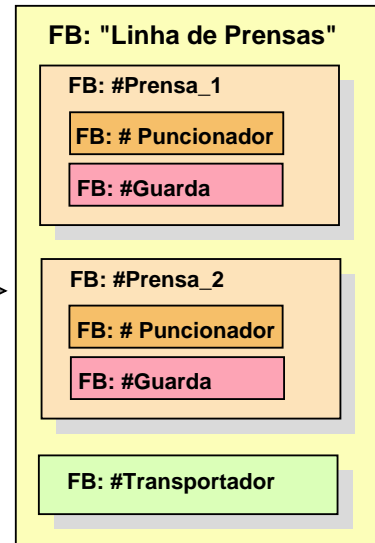 FB: "Linha de Prensas"
FB: #Prensa_1
FB: # Puncionador
FB: #Guarda
FB: #Prensa_2
FB: # Puncionador
FB: #Guarda
FB: #Transportador